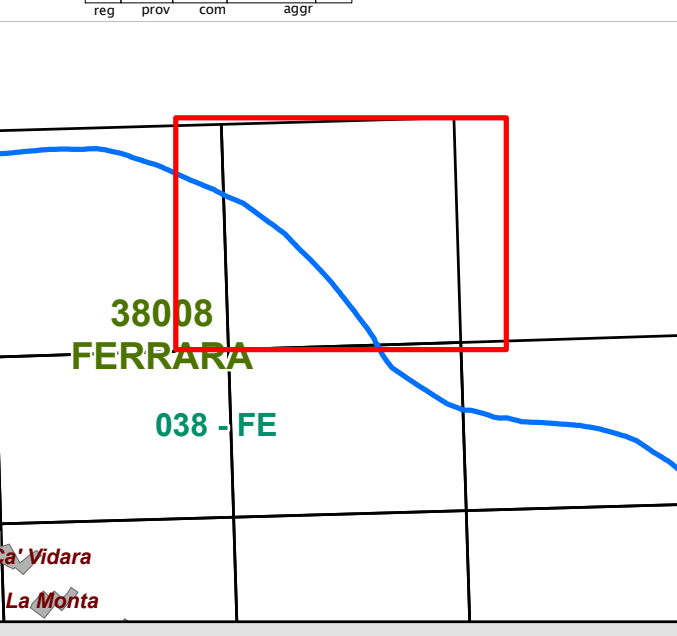 reg prov com aggr
38008
FERRARA
038 - FE
Ca' Vidara
La Monta